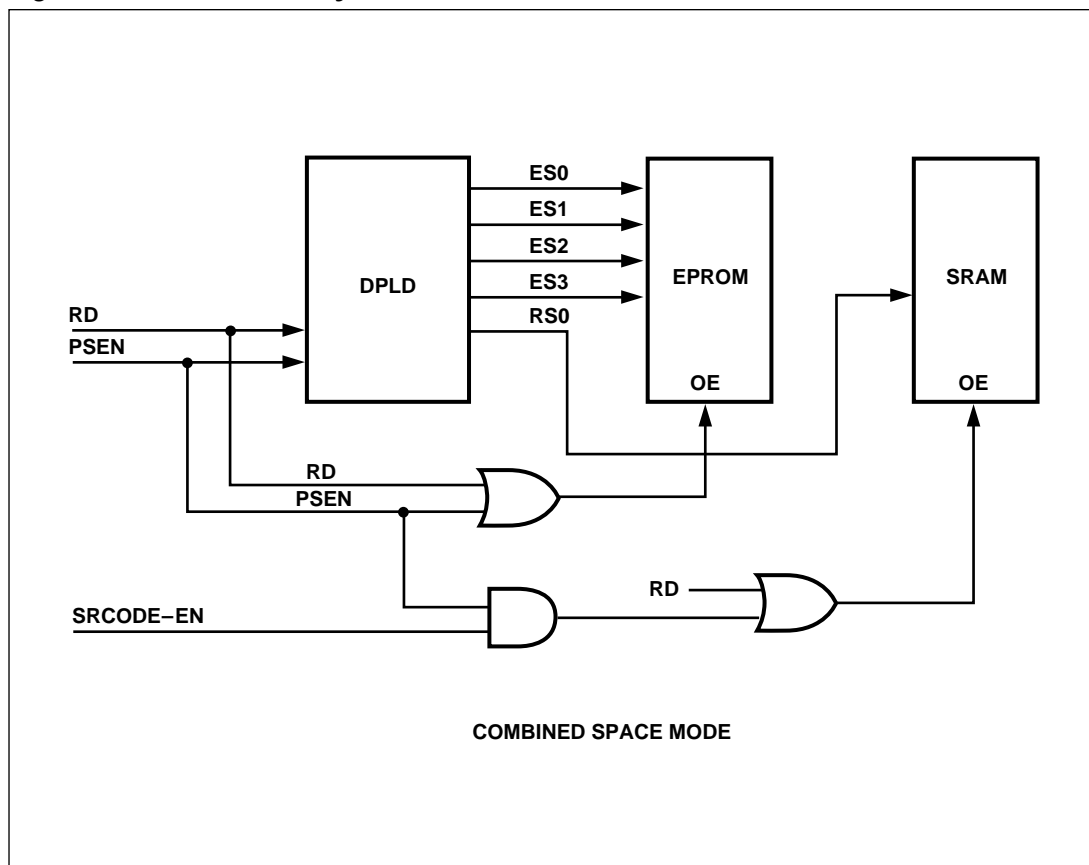 ES0
ES1
ES2
ES3
RS0
DPLD
EPROM
SRAM
RD
PSEN
OE
OE
RD
PSEN
RD
SRCODE–EN
COMBINED SPACE MODE